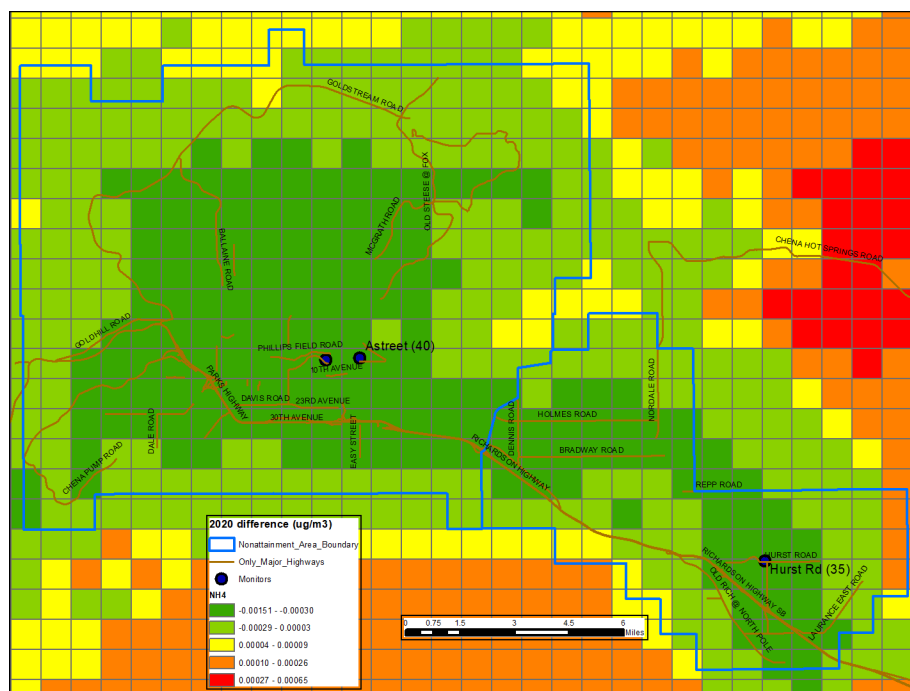 GOLDSTREAM ROAD
OLD STEESE @ FOX
MCGRATH ROAD
BALLAINE ROAD
CHENA HOT SPRINGS ROAD
GOLDHILL ROAD
PHILLIPS FIELD ROAD
Astreet (40)
10TH AVENUE
PARKS HIGHWAY
NORDALE ROAD
DAVIS ROAD
23RD AVENUE
30TH AVENUE
HOLMES ROAD
DALE ROAD
EASY STREET
DENNIS ROAD
CHENA PUMP ROAD
BRADWAY ROAD
RICHARDSON HIGHWAY
REPP ROAD
HURST ROAD
Hurst Rd (35)
RICHARDSON HIGHWAY SB
OLD RICH @ NORTH POLE
LAURANCE EAST ROAD
2020 difference (ug/m3)
Nonattainment_Area_Boundary
Only_Major_Highways
Monitors
NH4
-0.00151 - -0.00030
-0.00029 - -0.00003
0.00004 - 0.00009
0.00010 - 0.00026
0.00027 - 0.00065
0 0.75 1.5 3 4.5 6
Miles